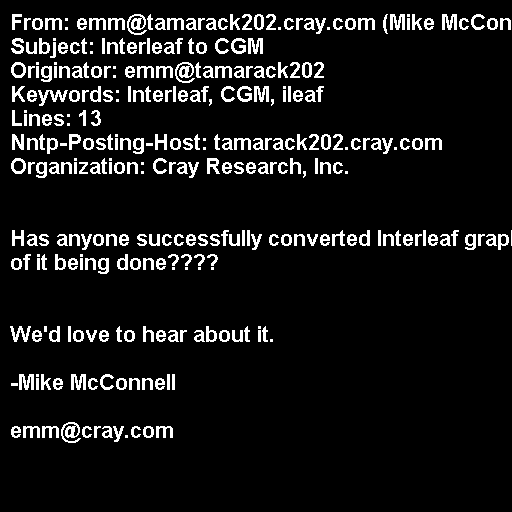 From: emm@tamarack202.cray.com (Mike McCon
Subject: Interleaf to CGM
Originator: emm@tamarack202
Keywords: Interleaf, CGM, ileaf
Lines: 13
Nntp-Posting-Host: tamarack202.cray.com
Organization: Cray Research, Inc.
Has anyone successfully converted Interleaf grap
of it being done????
We'd love to hear about it.
-Mike McConnell
emm@cray.com